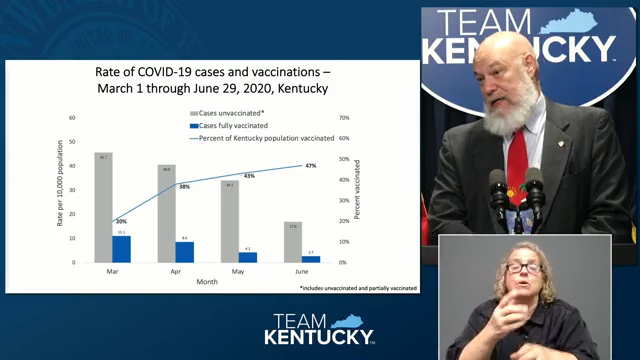 Rate of COVID-19 cases and vaccinations –
March 1 through June 29, 2020, Kentucky
Cases unvaccinated*
Cases fully vaccinated
Percent of Kentucky population vaccinated
60
50
40
30
20
10
0
Rate per 10,000 population
70%
60%
50%
40%
30%
20%
10%
0%
Percent vaccinated
20%
38%
43%
47%
Mar
Apr
May
June
Month
*includes unvaccinated and partially vaccinated
TEAM
KENTUCKY
TM
TEAM
KENTUCKY